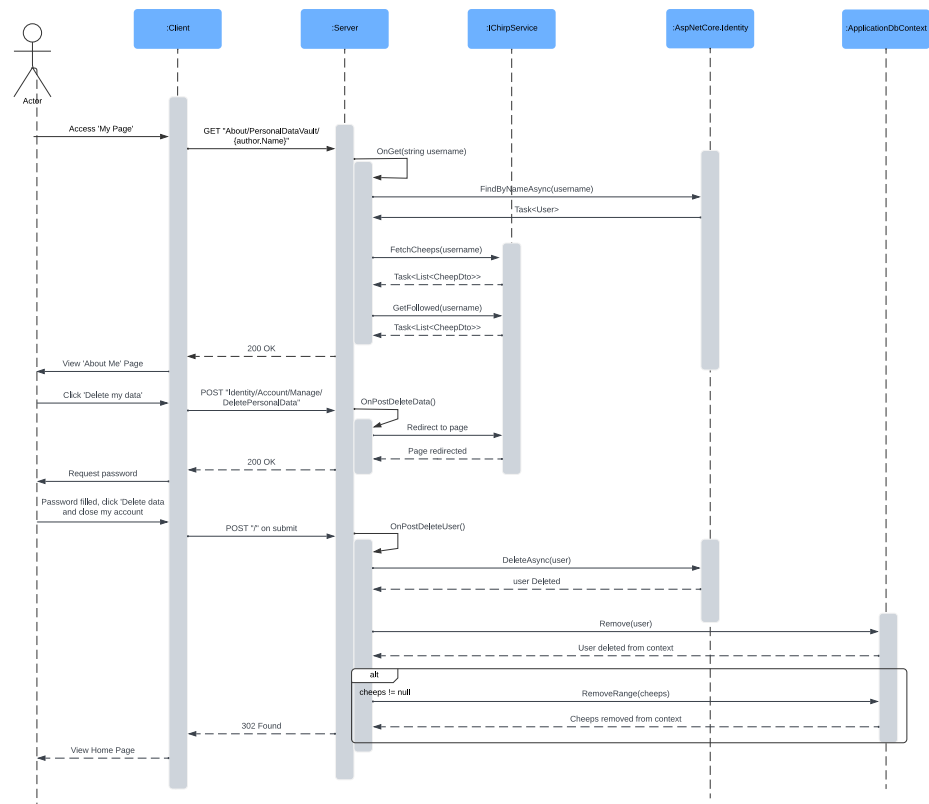 :Client
:Server
:IChirpService
:AspNetCore.Identity
:ApplicationDbContext
Actor
Access 'My Page'
GET "About/PersonalDataVault/
{author.Name}"
OnGet(string username)
FindByNameAsync(username)
Task<User>
FetchCheeps(username)
Task<List<CheepDto>>
GetFollowed(username)
Task<List<CheepDto>>
200 OK
View 'About Me' Page
Click 'Delete my data'
POST "Identity/Account/Manage/
DeletePersonalData"
OnPostDeleteData()
Redirect to page
Page redirected
200 OK
Request password
Password filled, click 'Delete data
and close my account
POST "/" on submit
OnPostDeleteUser()
DeleteAsync(user)
user Deleted
Remove(user)
User deleted from context
alt
cheeps != null
RemoveRange(cheeps)
Cheeps removed from context
302 Found
View Home Page